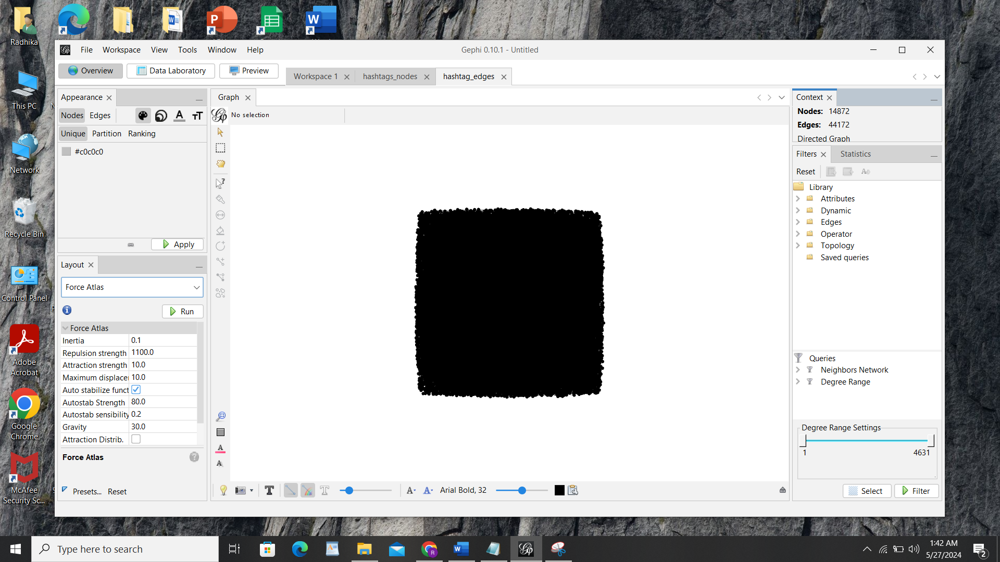 Radhika
This PC
Network
Recycle Bin
Control Panel
Adobe
Acrobat
Google
Chrome
McAfee
Security Sc...
File Workspace View Tools Window Help
Gephi 0.10.1 - Untitled
Overview Data Laboratory Preview
Workspace 1 hashtags_nodes hashtag_edges
Appearance
Nodes Edges
Unique Partition Ranking
#c0c0c0
Apply
Layout
Force Atlas
Run
Force Atlas
Inertia 0.1
Repulsion strength 1100.0
Attraction strength 10.0
Maximum displacer 10.0
Auto stabilize funct
Autostab Strength 80.0
Autostab sensibility 0.2
Gravity 30.0
Attraction Distrib.
Force Atlas
Presets... Reset
Graph
No selection
Arial Bold, 32
Context
Nodes: 14872
Edges: 44172
Directed Graph
Filters Statistics
Reset
Library
Attributes
Dynamic
Edges
Operator
Topology
Saved queries
Queries
Neighbors Network
Degree Range
Degree Range Settings
1 4631
Select Filter
Type here to search
1:42 AM
5/27/2024
2